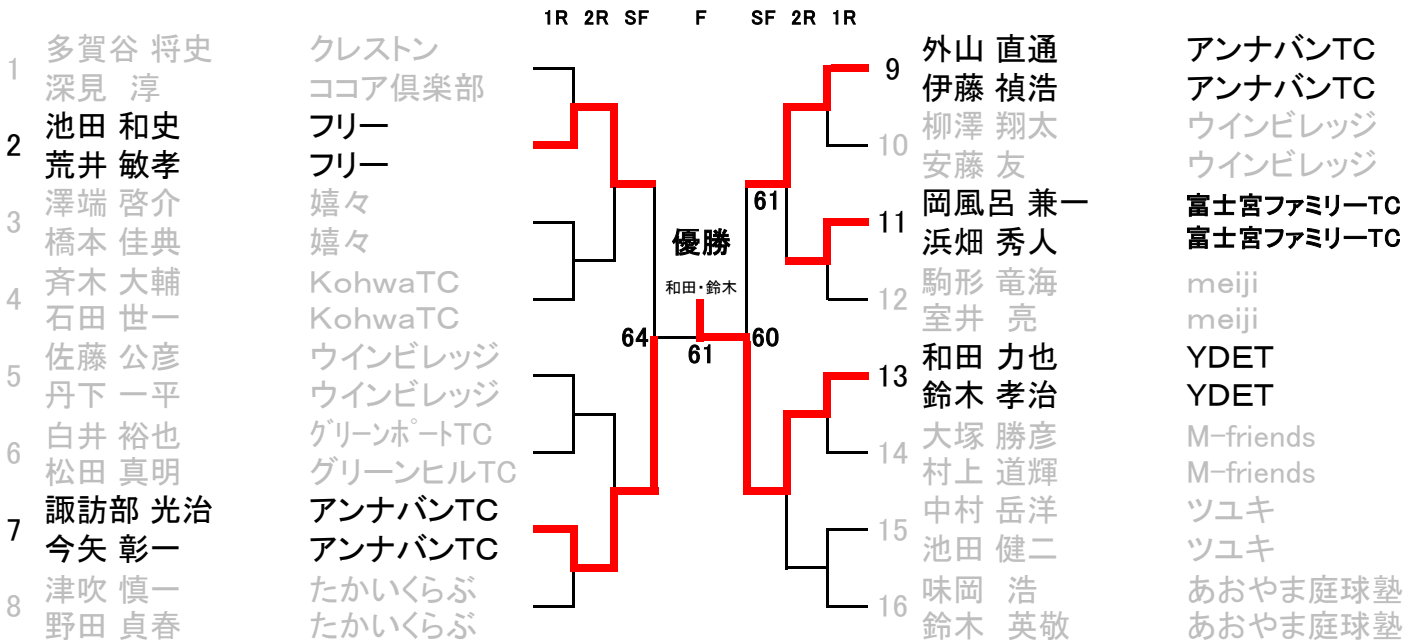 1R 2R SF F SF 2R 1R
1 多賀谷 将史 クレストン
深見 淳 ココア倶楽部
2 池田 和史 フリー
荒井 敏孝 フリー
3 澤端 啓介 嬉々
橋本 佳典 嬉々
4 斉木 大輔 KohwaTC
石田 世一 KohwaTC
5 佐藤 公彦 ウインビレッジ
丹下 一平 ウインビレッジ
6 白井 裕也 グリーンポートTC
松田 真明 グリーンヒルTC
7 諏訪部 光治 アンナバンTC
今矢 彰一 アンナバンTC
8 津吹 慎一 たかいくらぶ
野田 貞春 たかいくらぶ
優勝
和田・鈴木
64
61
60
61
9 外山 直通 アンナバンTC
伊藤 禎浩 アンナバンTC
10 柳澤 翔太 ウインビレッジ
安藤 友 ウインビレッジ
11 岡風呂 兼一 富士宮ファミリーTC
浜畑 秀人 富士宮ファミリーTC
12 駒形 竜海 meiji
室井 亮 meiji
13 和田 力也 YDET
鈴木 孝治 YDET
14 大塚 勝彦 M-friends
村上 道輝 M-friends
15 中村 岳洋 ツユキ
池田 健二 ツユキ
16 味岡 浩 あおやま庭球塾
鈴木 英敬 あおやま庭球塾